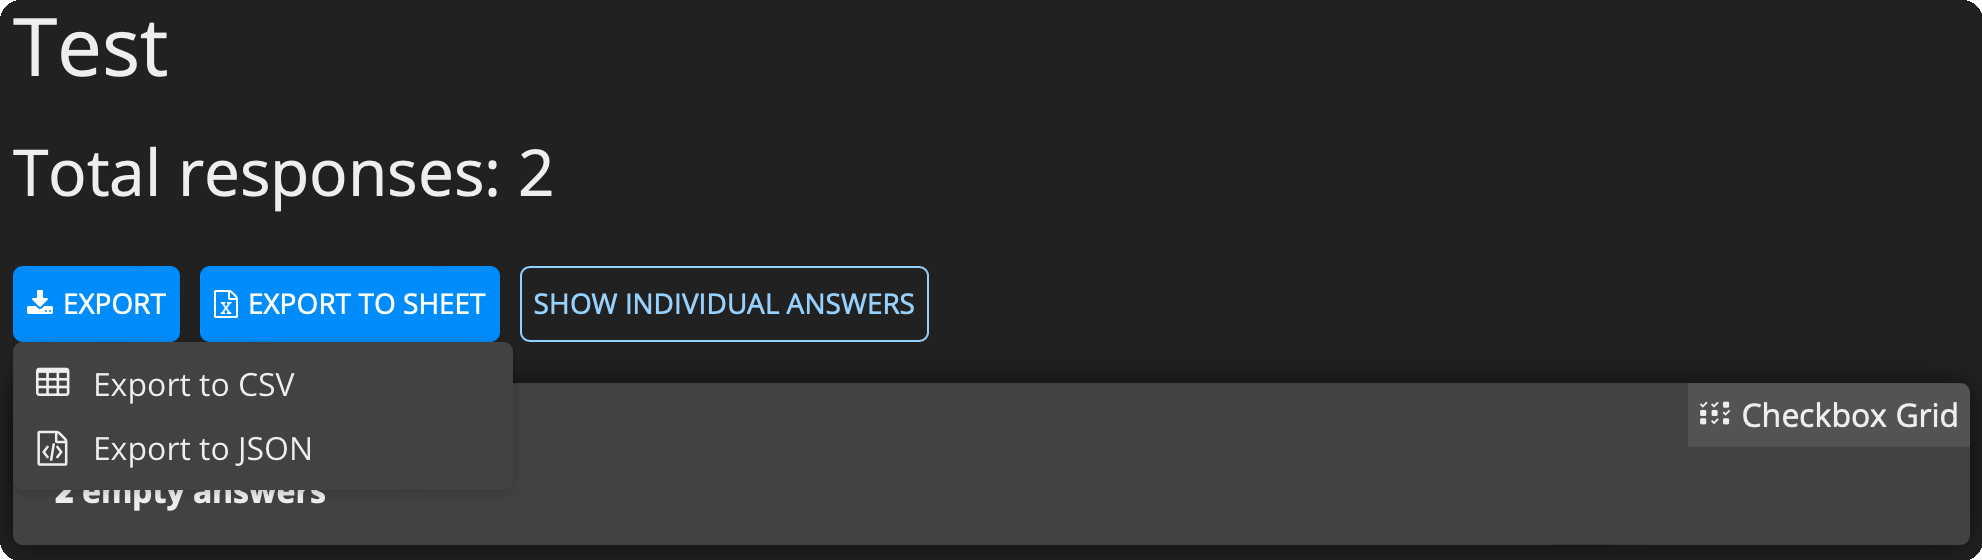 Test
Total responses: 2
EXPORT
EXPORT TO SHEET
SHOW INDIVIDUAL ANSWERS
Export to CSV
Export to JSON
Checkbox Grid
2 empty answers